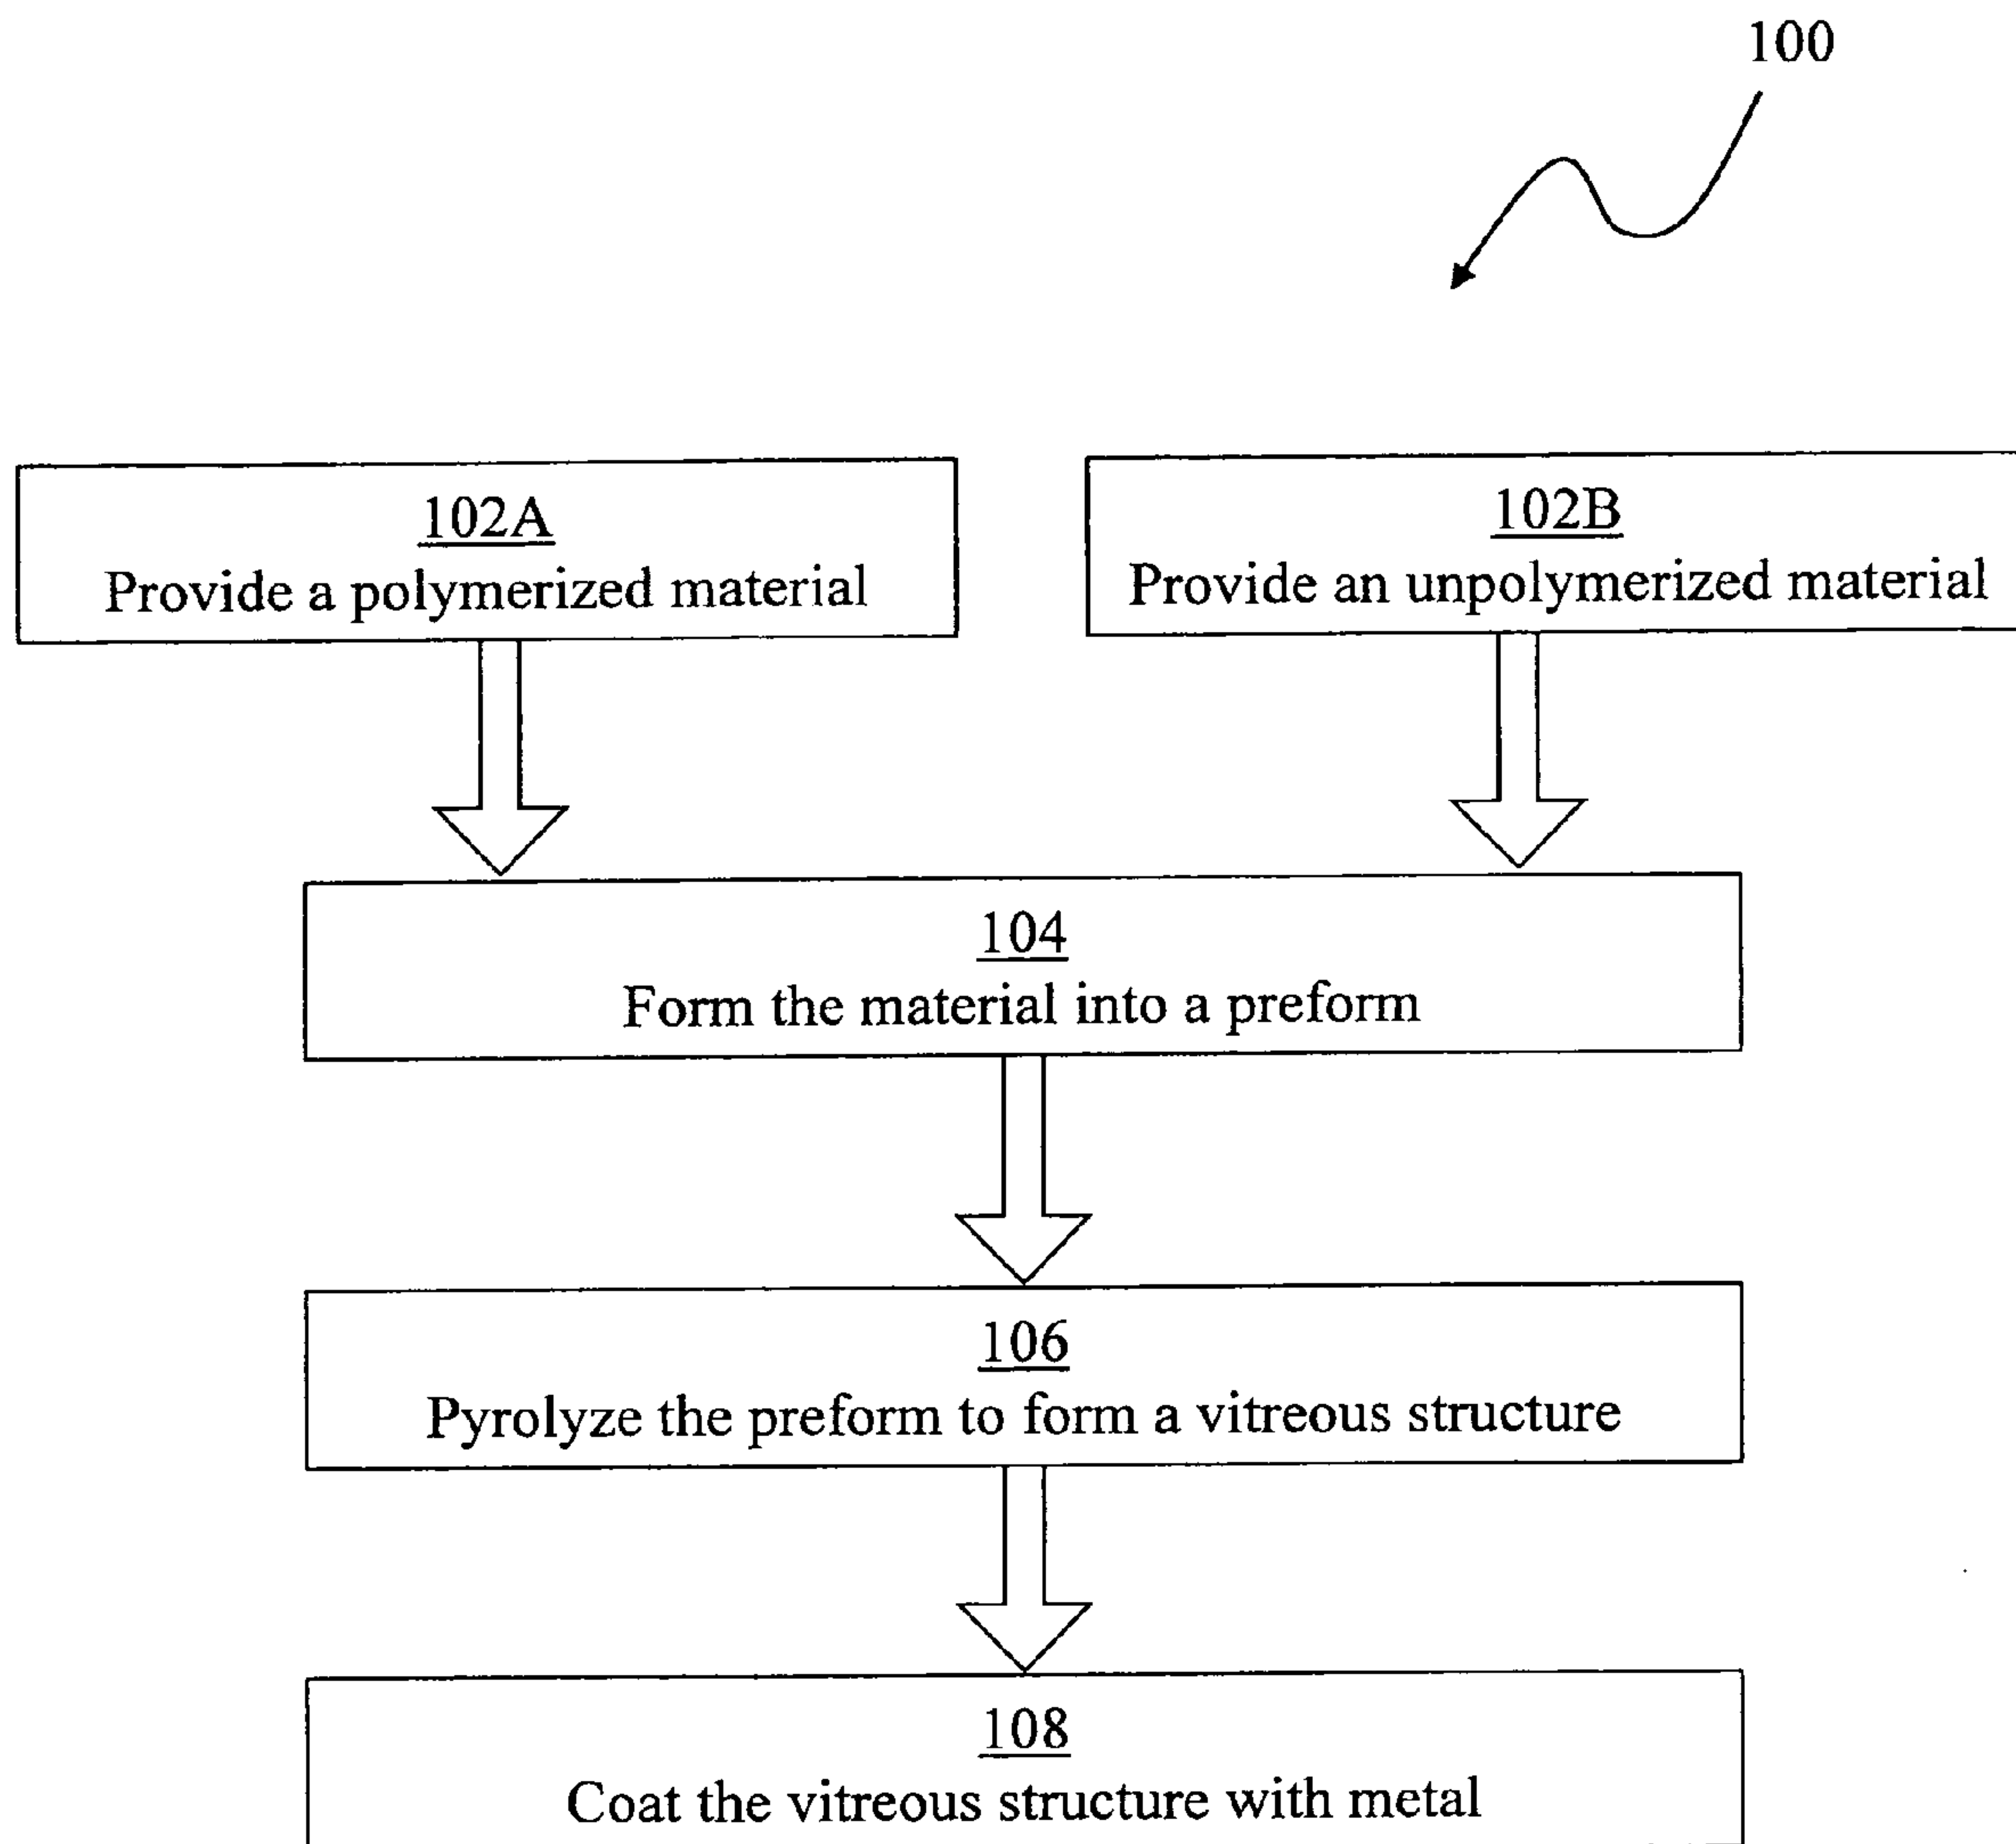 100
102A
Provide a polymerized material
102B
Provide an unpolymerized material
104
Form the material into a preform
106
Pyrolyze the preform to form a vitreous structure
108
Coat the vitreous structure with metal